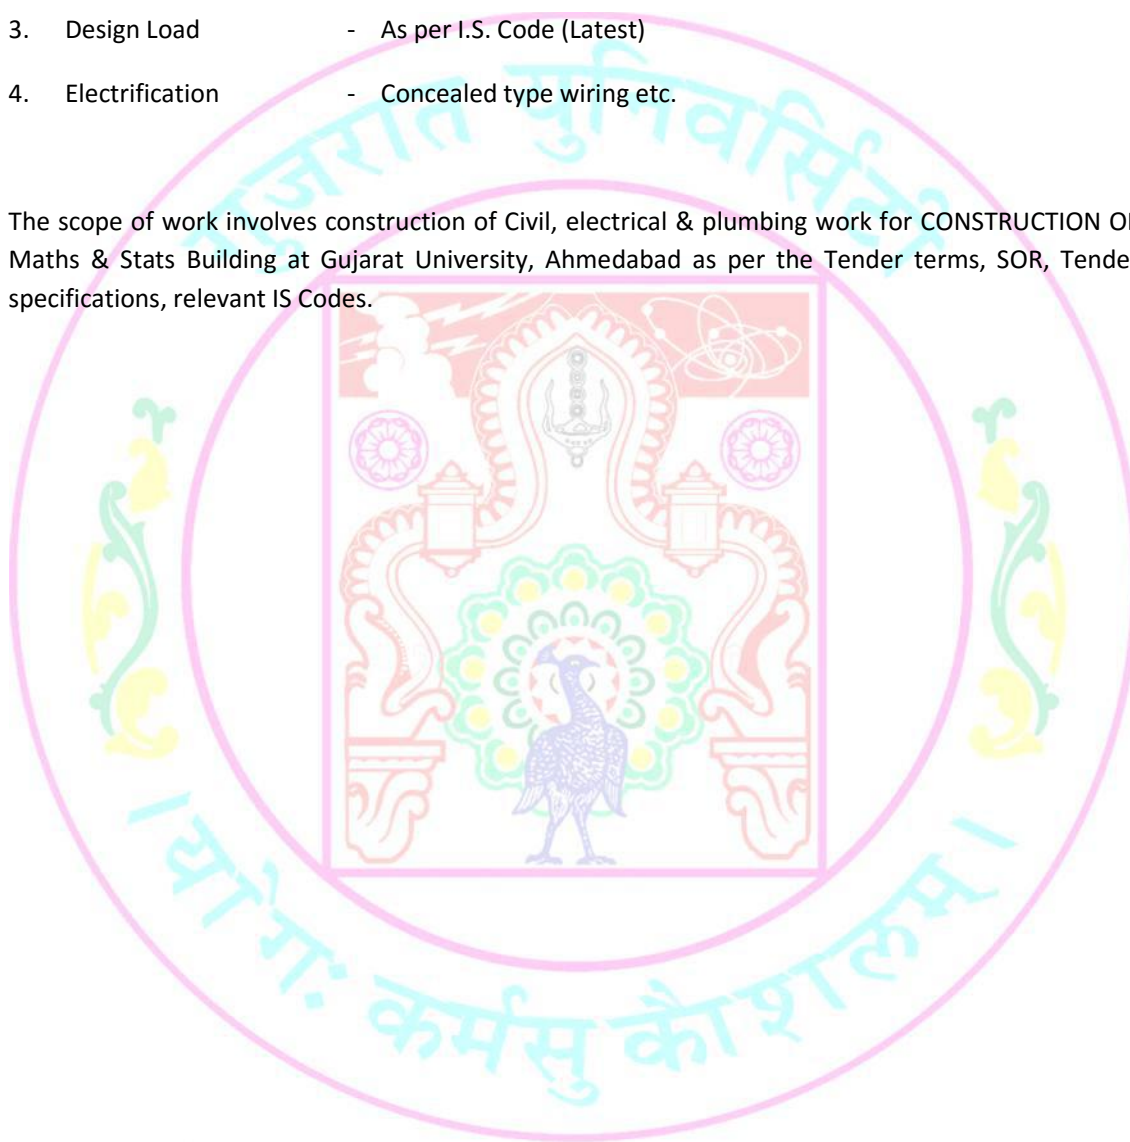 3. Design Load - As per I.S. Code (Latest)
4. Electrification - Concealed type wiring etc.
गुजरात युनिवर्सिटी
The scope of work involves construction of Civil, electrical & plumbing work for CONSTRUCTION O
Maths & Stats Building at Gujarat University, Ahmedabad as per the Tender terms, SOR, Tende
specifications, relevant IS Codes.
। योगः कर्मसु कौशलम् ।